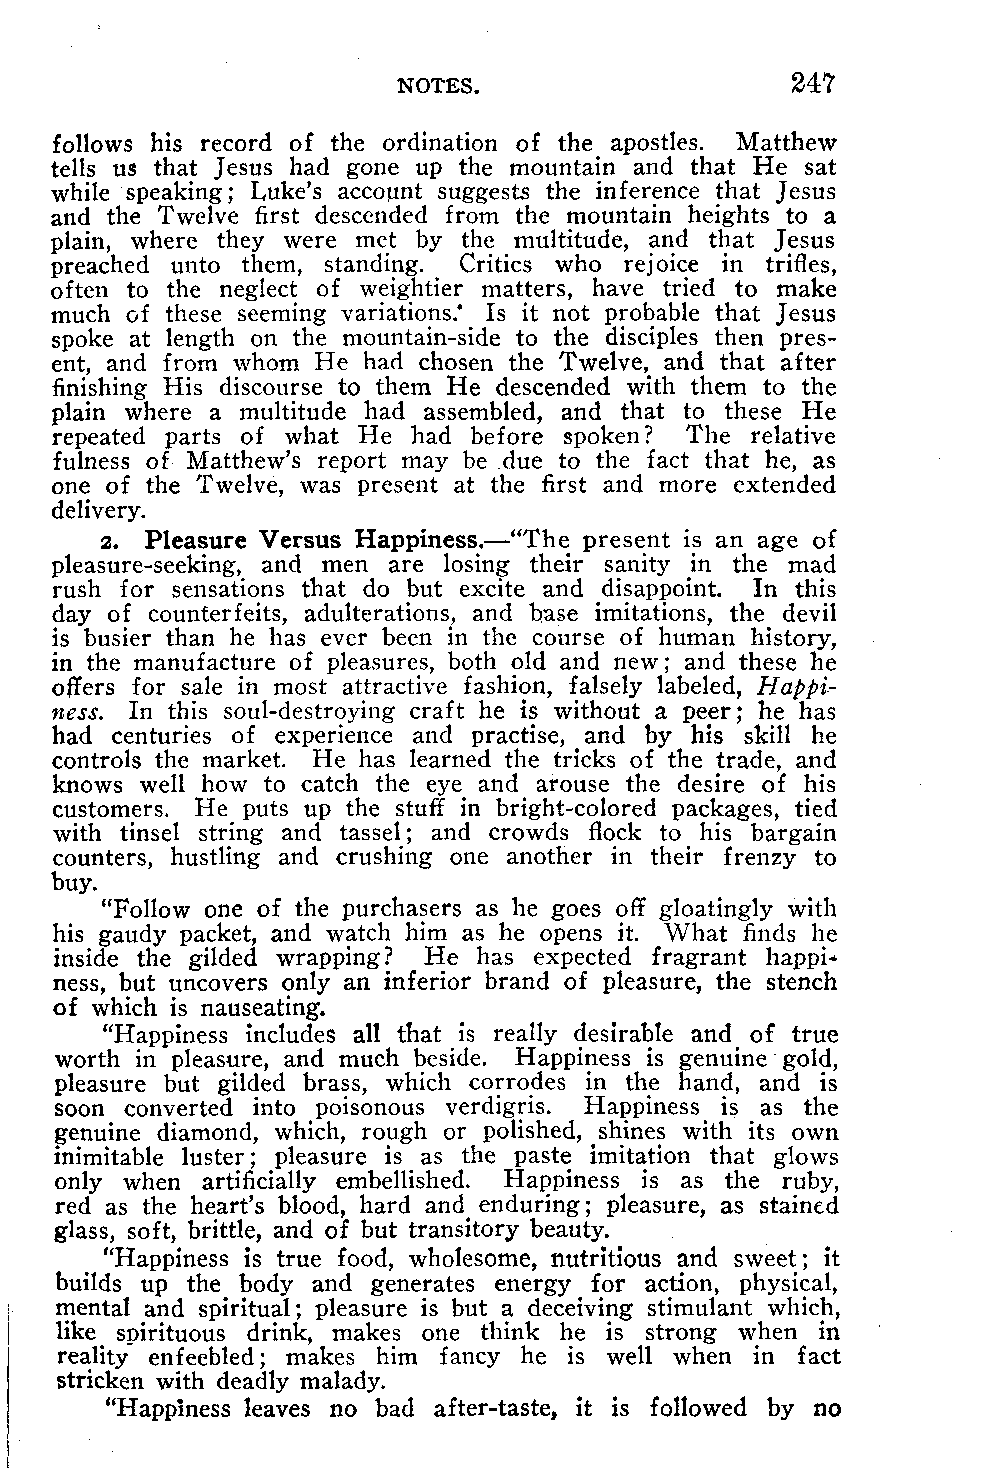 NOTES. 247
follows his record of the ordination of the apostles. Matthew
tells us that Jesus had gone up the mountain and that He sat
while speaking; Luke's account suggests the inference that Jesus
and the Twelve first descended from the mountain heights to a
plain, where they were met by the multitude, and that Jesus
preached unto them, standing. Critics who rejoice in trifles,
often to the neglect of weightier matters, have tried to make
much of these seeming variations. Is it not probable that Jesus
spoke at length on the mountain-side to the disciples then pres-
ent, and from whom He had chosen the Twelve, and that after
finishing His discourse to them He descended with them to the
plain where a multitude had assembled, and that to these He
repeated parts of what He had before spoken? The relative
fulness of Matthew's report may be due to the fact that he, as
one of the Twelve, was present at the first and more extended
delivery.
2. Pleasure Versus Happiness.—"The present is an age of
pleasure-seeking, and men are losing their sanity in the mad
rush for sensations that do but excite and disappoint. In this
day of counterfeits, adulterations, and base imitations, the devil
is busier than he has ever been in the course of human history,
in the manufacture of pleasures, both old and new; and these he
offers for sale in most attractive fashion, falsely labeled, Happi-
ness. In this soul-destroying craft he is without a peer; he has
had centuries of experience and practise, and by his skill he
controls the market. He has learned the tricks of the trade, and
knows well how to catch the eye and arouse the desire of his
customers. He puts up the stuff in bright-colored packages, tied
with tinsel string and tassel; and crowds flock to his bargain
counters, hustling and crushing one another in their frenzy to
buy.
"Follow one of the purchasers as he goes off gloatingly with
his gaudy packet, and watch him as he opens it. What finds he
inside the gilded wrapping? He has expected fragrant happi-
ness, but uncovers only an inferior brand of pleasure, the stench
of which is nauseating.
"Happiness includes all that is really desirable and of true
worth in pleasure, and much beside. Happiness is genuine gold,
pleasure but gilded brass, which corrodes in the hand, and is
soon converted into poisonous verdigris. Happiness is as the
genuine diamond, which, rough or polished, shines with its own
inimitable luster; pleasure is as the paste imitation that glows
only when artificially embellished. Happiness is as the ruby,
red as the heart's blood, hard and enduring; pleasure, as stained
glass, soft, brittle, and of but transitory beauty.
"Happiness is true food, wholesome, nutritious and sweet; it
builds up the body and generates energy for action, physical,
mental and spiritual; pleasure is but a deceiving stimulant which,
like spirituous drink, makes one think he is strong when in
reality enfeebled; makes him fancy he is well when in fact
stricken with deadly malady.
"Happiness leaves no bad after-taste, it is followed by no